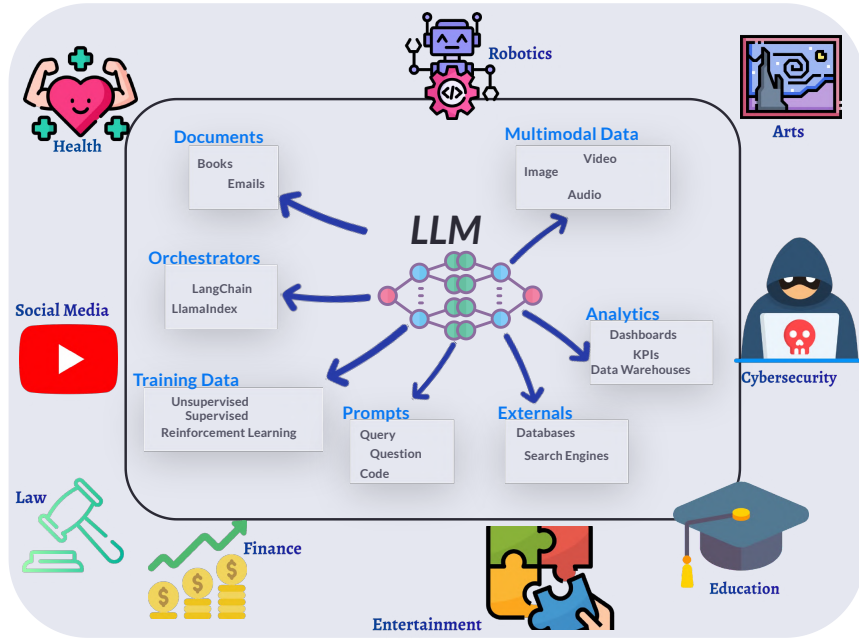 Robotics
Health
Arts
Documents
Books
Emails
Multimodal Data
Video
Image
Audio
LLM
Orchestrators
LangChain
LlamaIndex
Social Media
Analytics
Dashboards
KPIs
Data Warehouses
Cybersecurity
Training Data
Unsupervised
Supervised
Reinforcement Learning
Prompts
Query
Question
Code
Externals
Databases
Search Engines
Law
$
$
$
Finance
Entertainment
Education
</>